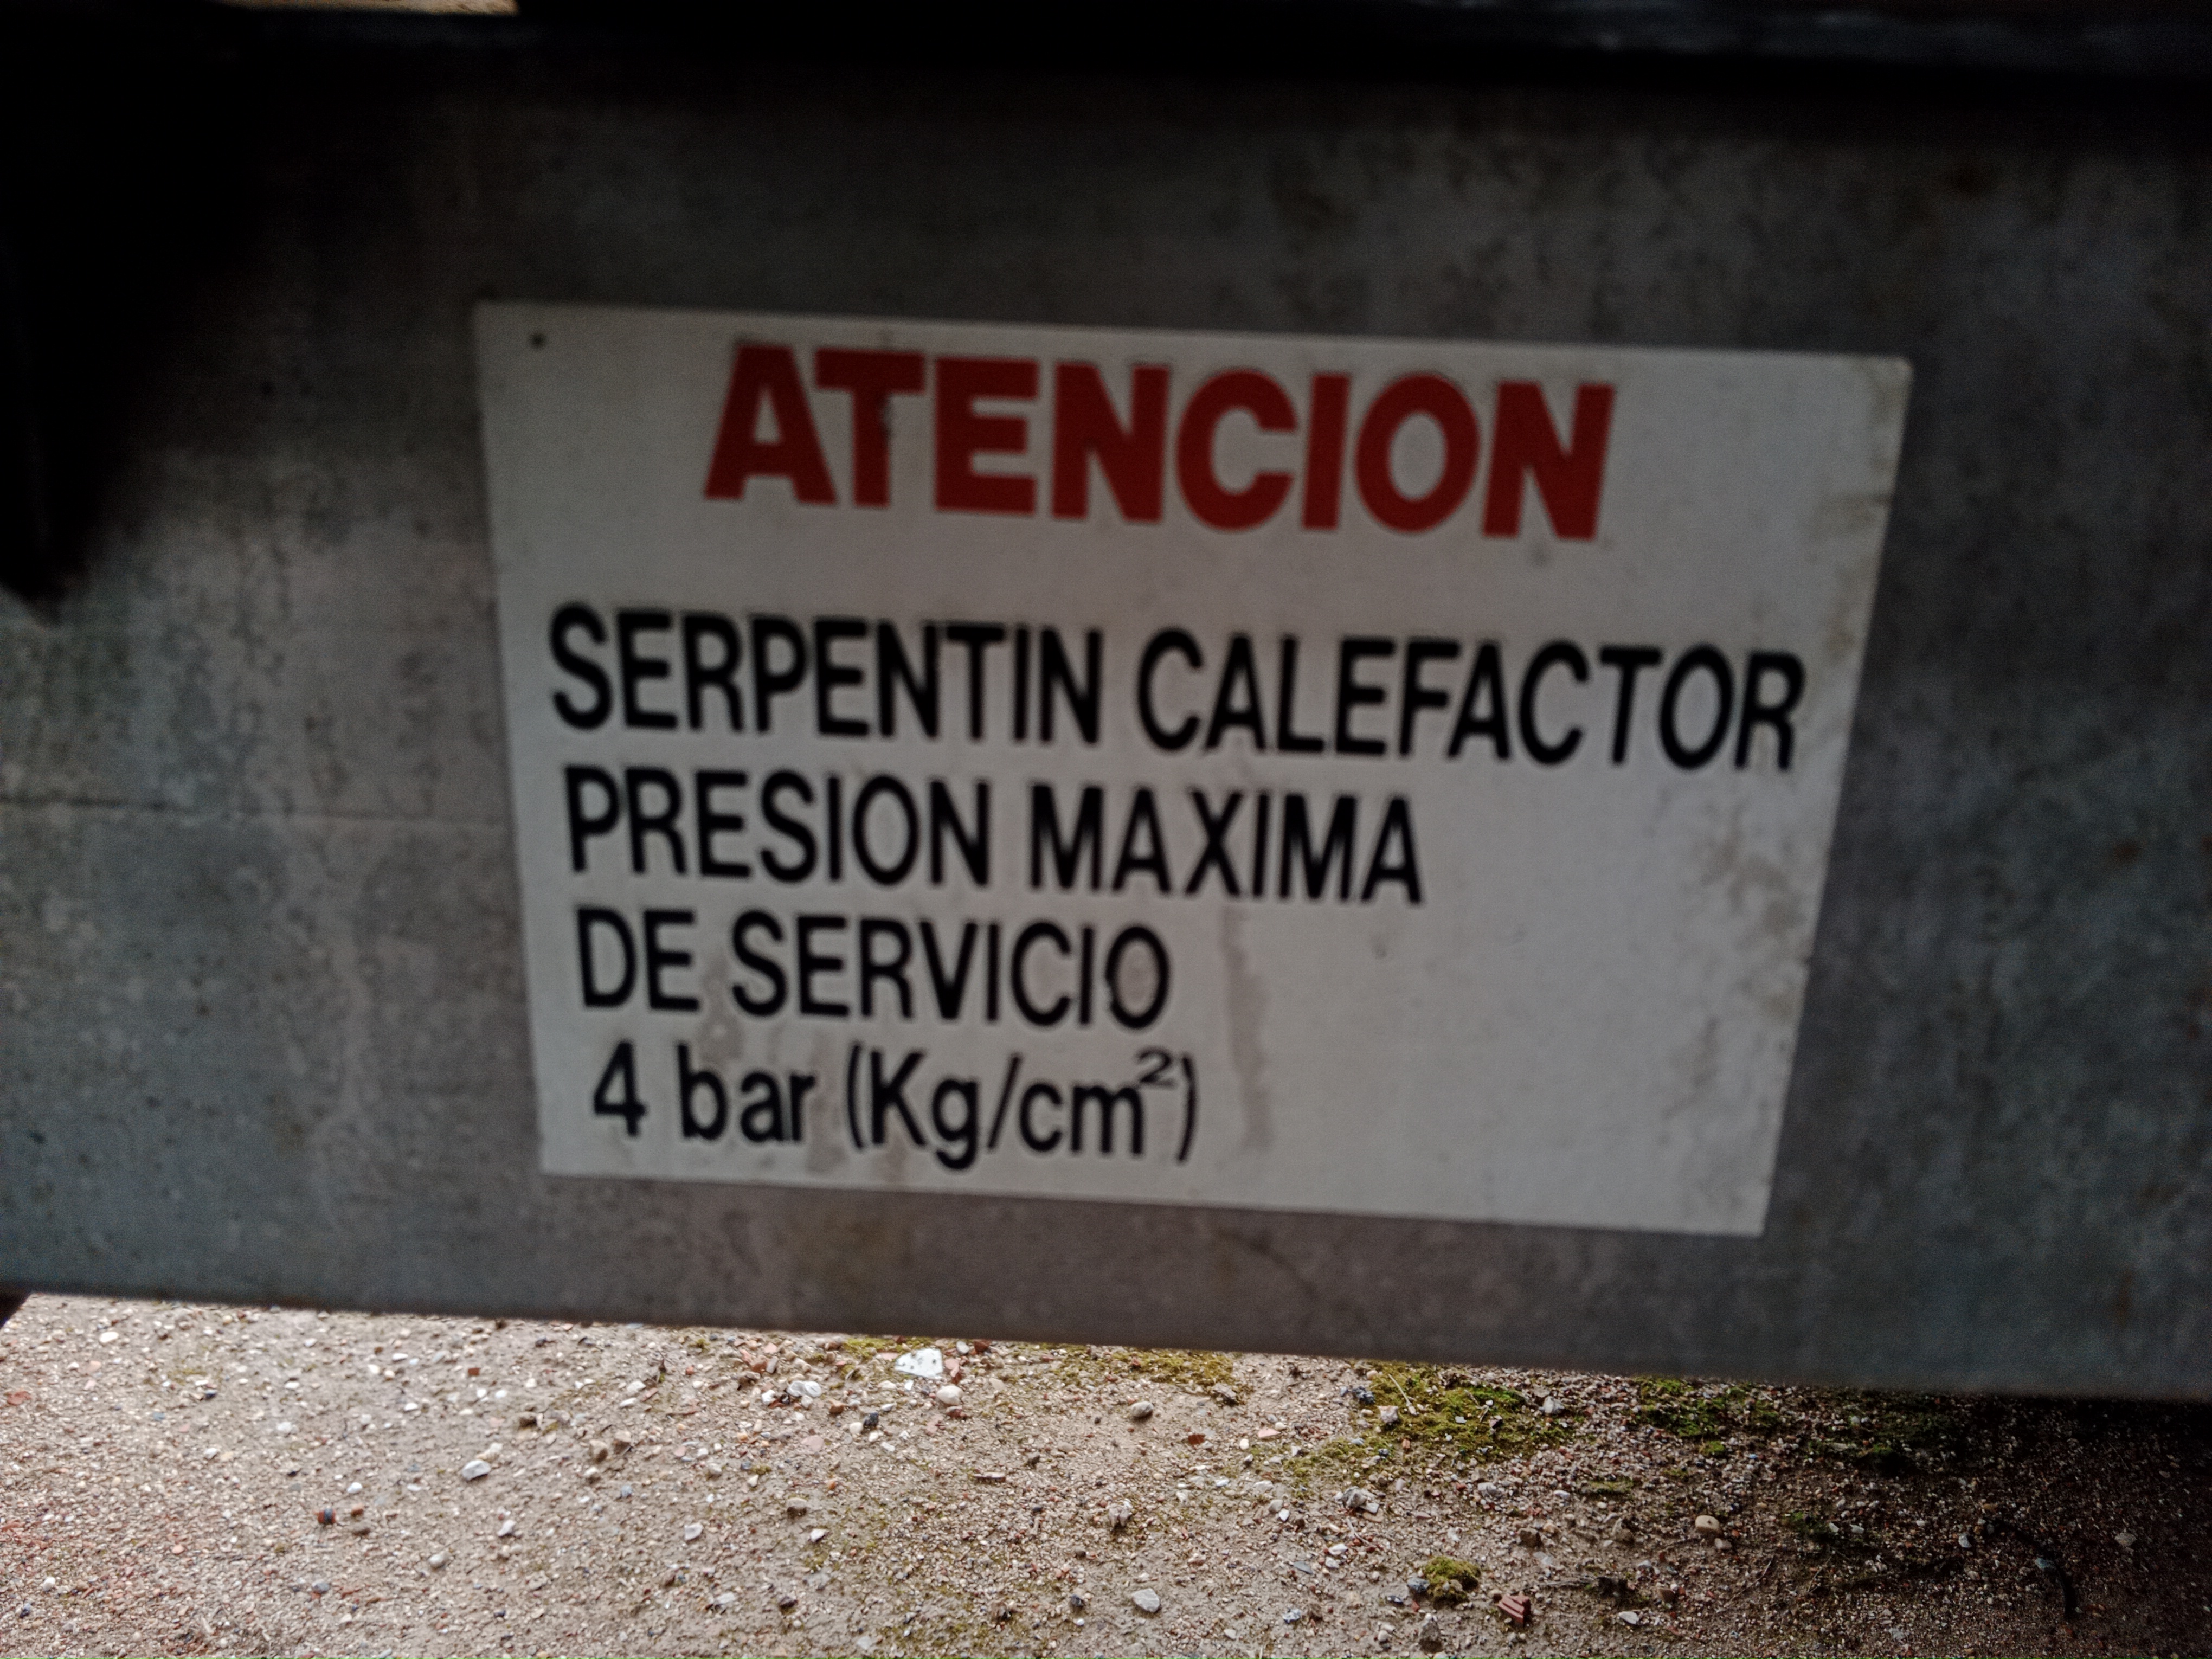 ATENCION
SERPENTIN CALEFACTOR
PRESION MAXIMA
DE SERVICIO
4 bar (Kg/cm²)